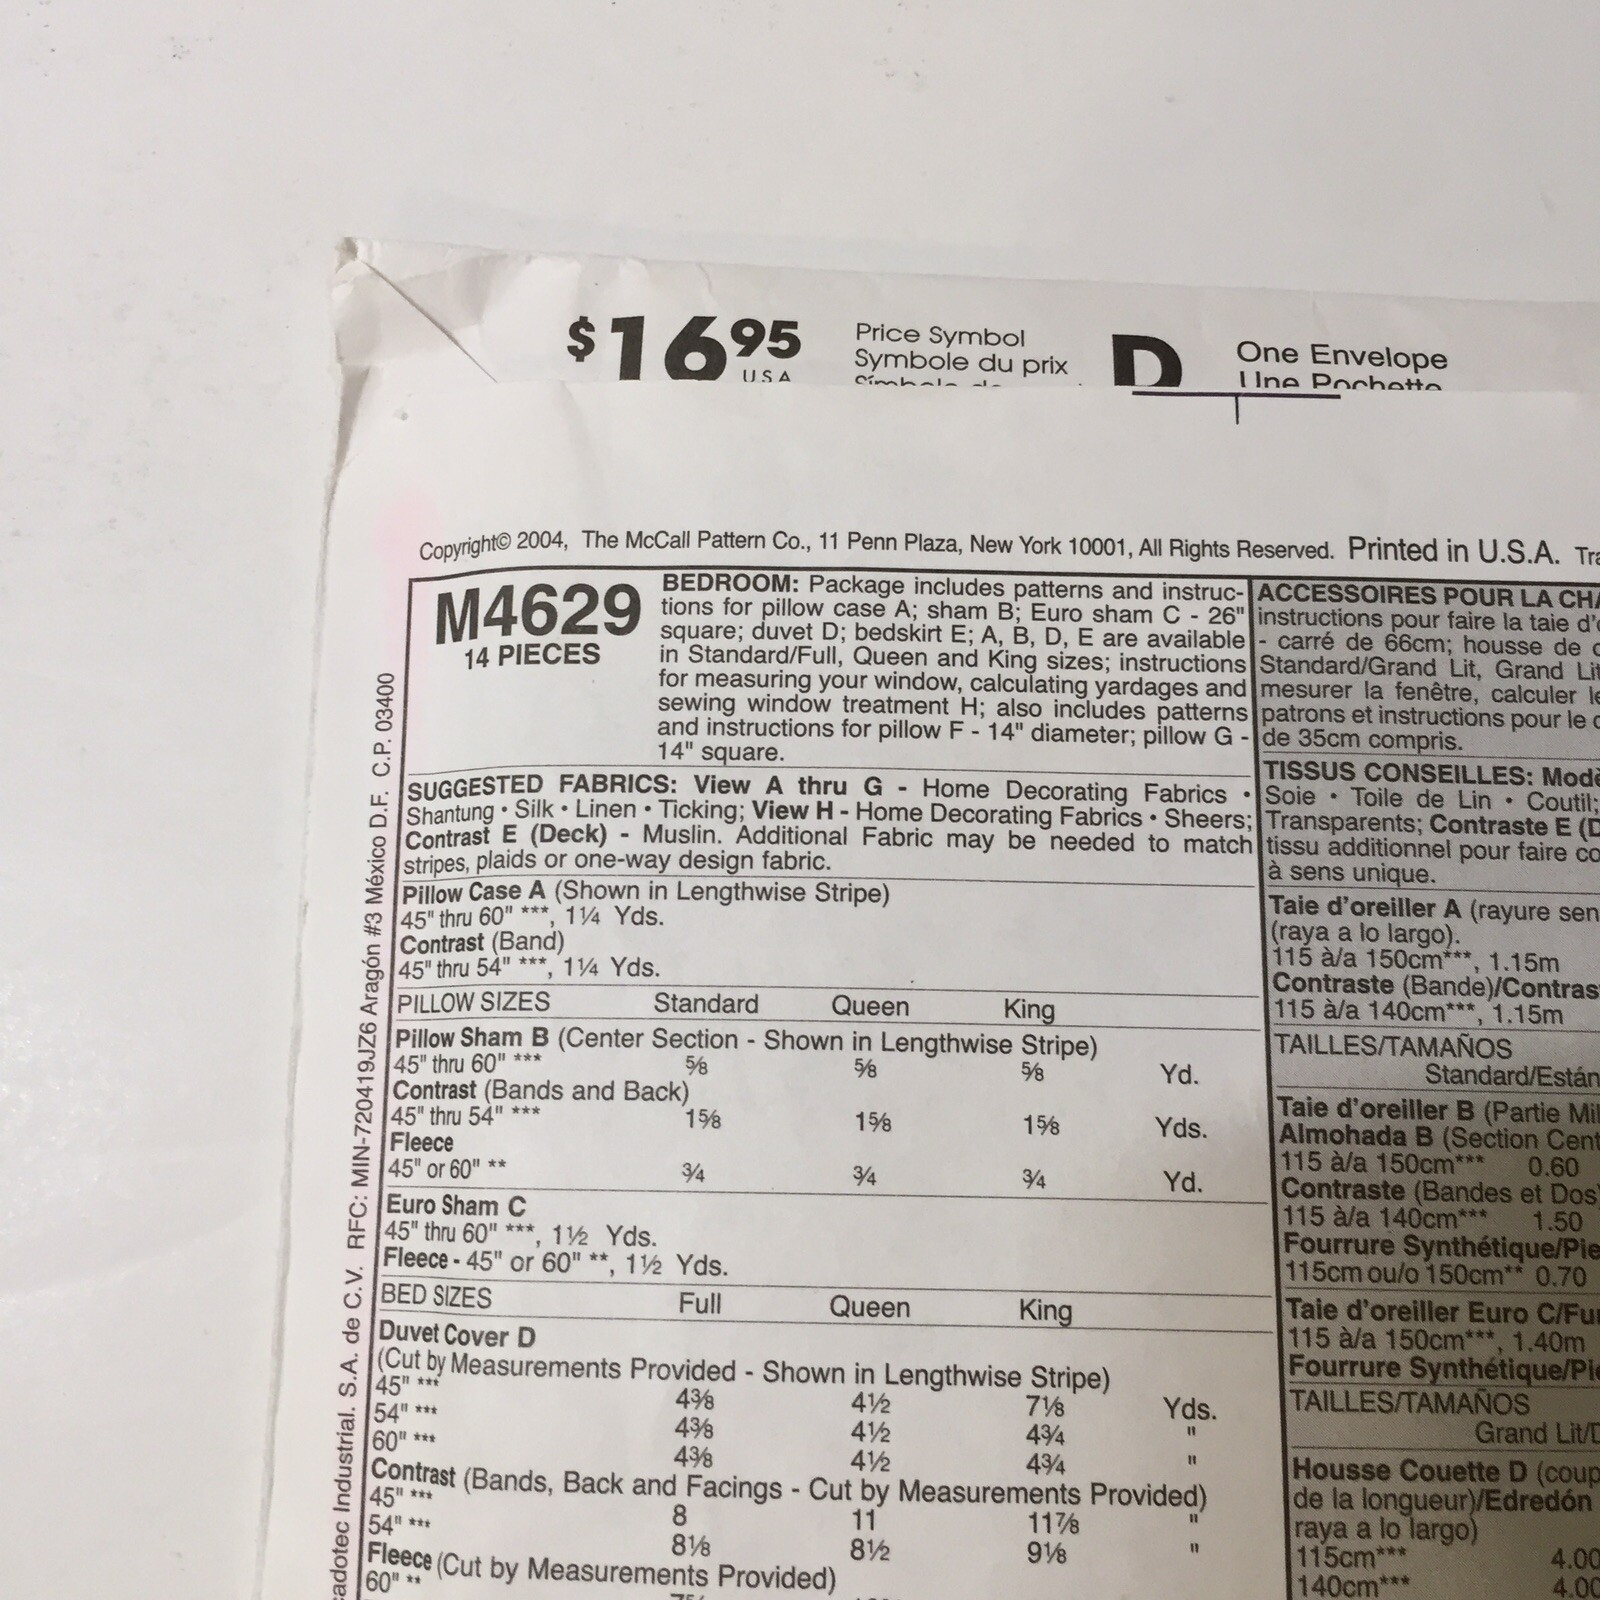 $16 95
USA
Price Symbol
Symbole du prix
D
One Envelope
Une Pochette
Copyright© 2004, The McCall Pattern Co., 11 Penn Plaza, New York 10001, All Rights Reserved. Printed in U.S.A.
M4629
14 PIECES
BEDROOM: Package includes patterns and instruc-
tions for pillow case A; sham B; Euro sham C - 26"
square; duvet D; bedskirt E; A, B, D, E are available
in Standard/Full, Queen and King sizes; instructions
for measuring your window, calculating yardages and
sewing window treatment H; also includes patterns
and instructions for pillow F - 14" diameter; pillow G -
14" square.
SUGGESTED FABRICS: View A thru G - Home Decorating Fabrics •
Shantung • Silk • Linen • Ticking; View H - Home Decorating Fabrics • Sheers;
Contrast E (Deck) - Muslin. Additional Fabric may be needed to match
stripes, plaids or one-way design fabric.
Pillow Case A (Shown in Lengthwise Stripe)
45" thru 60" ***, 1¼ Yds.
Contrast (Band)
45" thru 54" ***, 1¼ Yds.
PILLOW SIZES Standard Queen King
Pillow Sham B (Center Section - Shown in Lengthwise Stripe)
45" thru 60" *** ⅝ ⅝ ⅝ Yd.
Contrast (Bands and Back)
45" thru 54" *** 1⅝ 1⅝ 1⅝ Yds.
Fleece
45" or 60" ** ¾ ¾ ¾ Yd.
Euro Sham C
45" thru 60" ***, 1½ Yds.
Fleece - 45" or 60" **, 1½ Yds.
BED SIZES Full Queen King
Duvet Cover D
(Cut by Measurements Provided - Shown in Lengthwise Stripe)
45" *** 4⅜ 4½ 7⅛ Yds.
54" *** 4⅜ 4½ 4¾ "
60" *** 4⅜ 4½ 4¾ "
Contrast (Bands, Back and Facings - Cut by Measurements Provided)
45" *** 8 11 11⅞ "
54" *** 8⅛ 8½ 9⅛ "
Fleece (Cut by Measurements Provided)
60" **
ACCESSOIRES POUR LA
instructions pour faire la taie
- carré de 66cm; housse de
Standard/Grand Lit, Grand
mesurer la fenêtre, calculer
patrons et instructions pour le
de 35cm compris.
TISSUS CONSEILLES:
Soie • Toile de Lin • Coutil;
Transparents; Contraste E
tissu additionnel pour faire
à sens unique.
Taie d'oreiller A (rayure
(raya a lo largo).
115 à/a 150cm***, 1.15m
Contraste (Bande)/
115 à/a 140cm***, 1.15m
TAILLES/TAMAÑOS
Standard/
Taie d'oreiller B (Partie
Almohada B (Section
115 à/a 150cm*** 0.60
Contraste (Bandes et Dos)
115 à/a 140cm*** 1.50
Fourrure Synthétique/
115cm ou/o 150cm** 0.70
Taie d'oreiller Euro C/
115 à/a 150cm***, 1.40m
Fourrure Synthétique/
TAILLES/TAMAÑOS
Grand Lit/
Housse Couette D
de la longueur)/Edredón
raya a lo largo)
115cm*** 4.00
140cm*** 4.00
Industrial. S.A. de C.V. RFC: MIN-720419JZ6 Aragón #3 México D.F. C.P. 03400